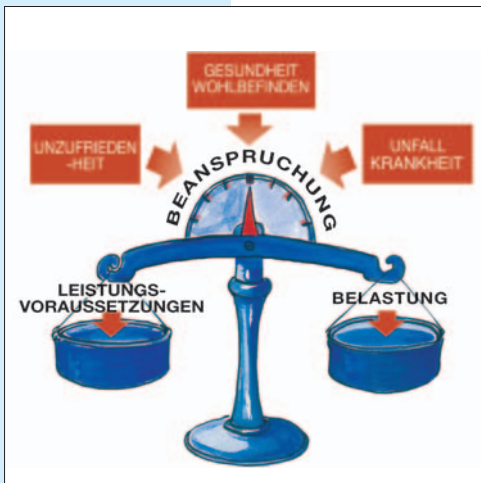 GESUNDHEIT
WOHLBEFINDEN
UNZUFRIEDEN
-HEIT
UNFALL
KRANKHEIT
BEANSPRUCHUNG
LEISTUNGS-
VORAUSSETZUNGEN
BELASTUNG